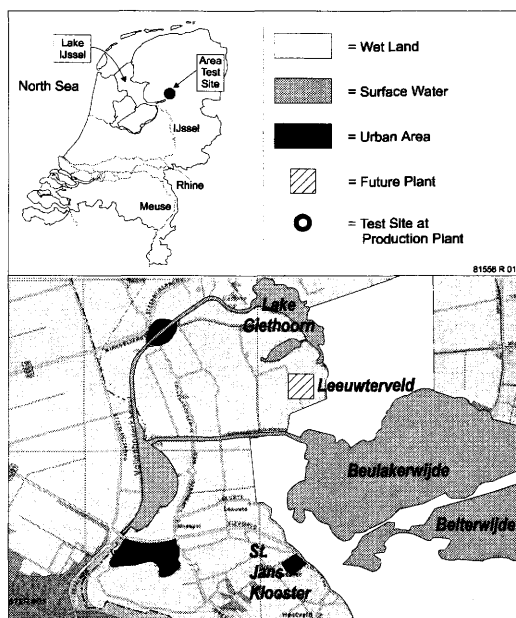 Lake
IJssel
North Sea
Area
Test
Site
IJssel
Rhine
Meuse
= Wet Land
= Surface Water
= Urban Area
= Future Plant
= Test Site at
Production Plant
81556 R 01
Lake
Giethoorn
Leeuwterveld
Beulakerwijde
Belterwijde
St.
Jans
Klooster